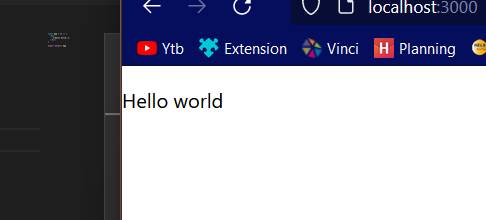 localhost:3000
Ytb Extension Vinci H Planning
Hello world